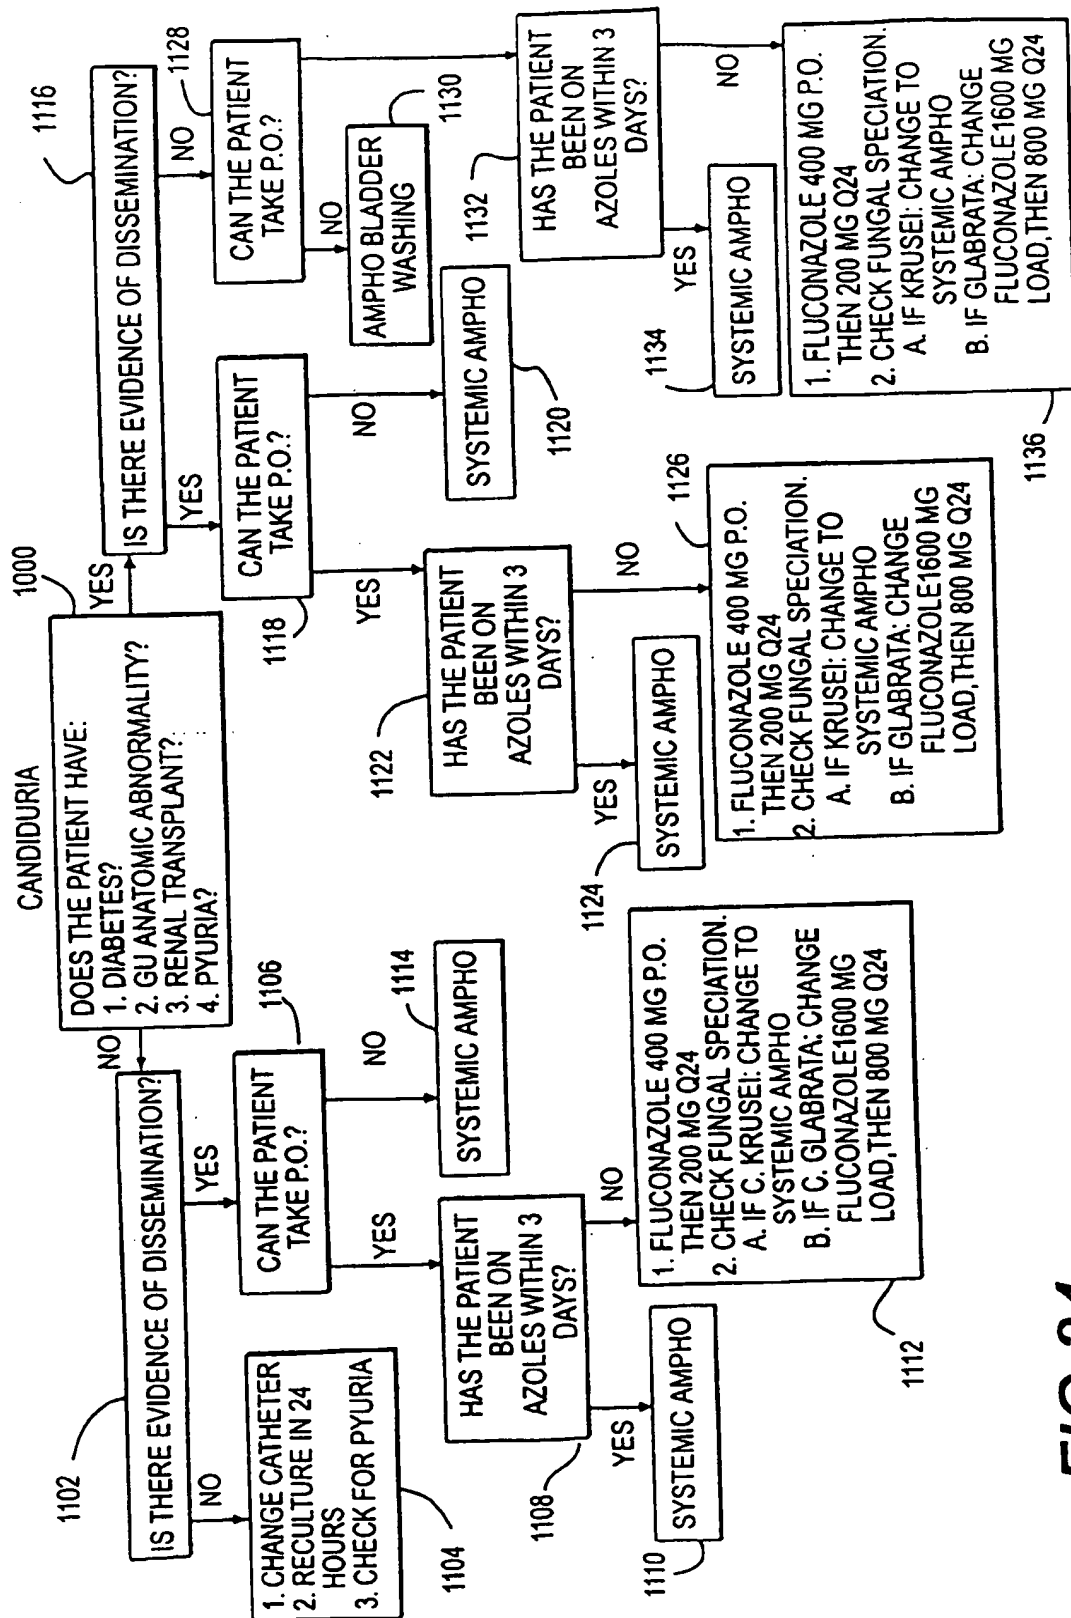 CANDIDURIA
1000
DOES THE PATIENT HAVE:
1. DIABETES?
2. GU ANATOMIC ABNORMALITY?
3. RENAL TRANSPLANT?
4. PYURIA?
NO
YES
1102
IS THERE EVIDENCE OF DISSEMINATION?
NO
YES
1. CHANGE CATHETER
2. RECULTURE IN 24
HOURS
3. CHECK FOR PYURIA
1104
1106
CAN THE PATIENT
TAKE P.O.?
YES
NO
SYSTEMIC AMPHO
1114
HAS THE PATIENT
BEEN ON
AZOLES WITHIN 3
DAYS?
1108
YES
NO
SYSTEMIC AMPHO
1110
1. FLUCONAZOLE 400 MG P.O.
THEN 200 MG Q24
2. CHECK FUNGAL SPECIATION.
A. IF C. KRUSEI: CHANGE TO
SYSTEMIC AMPHO
B. IF C. GLABRATA: CHANGE
FLUCONAZOLE1600 MG
LOAD,THEN 800 MG Q24
1112
1116
IS THERE EVIDENCE OF DISSEMINATION?
YES
NO
CAN THE PATIENT
TAKE P.O.?
1118
YES
NO
SYSTEMIC AMPHO
1120
HAS THE PATIENT
BEEN ON
AZOLES WITHIN 3
DAYS?
1122
YES
NO
SYSTEMIC AMPHO
1124
1126
1. FLUCONAZOLE 400 MG P.O.
THEN 200 MG Q24
2. CHECK FUNGAL SPECIATION.
A. IF KRUSEI: CHANGE TO
SYSTEMIC AMPHO
B. IF GLABRATA: CHANGE
FLUCONAZOLE1600 MG
LOAD,THEN 800 MG Q24
1128
CAN THE PATIENT
TAKE P.O.?
NO
AMPHO BLADDER
WASHING
1130
HAS THE PATIENT
BEEN ON
AZOLES WITHIN 3
DAYS?
1132
YES
NO
SYSTEMIC AMPHO
1134
1. FLUCONAZOLE 400 MG P.O.
THEN 200 MG Q24
2. CHECK FUNGAL SPECIATION.
A. IF KRUSEI: CHANGE TO
SYSTEMIC AMPHO
B. IF GLABRATA: CHANGE
FLUCONAZOLE1600 MG
LOAD,THEN 800 MG Q24
1136